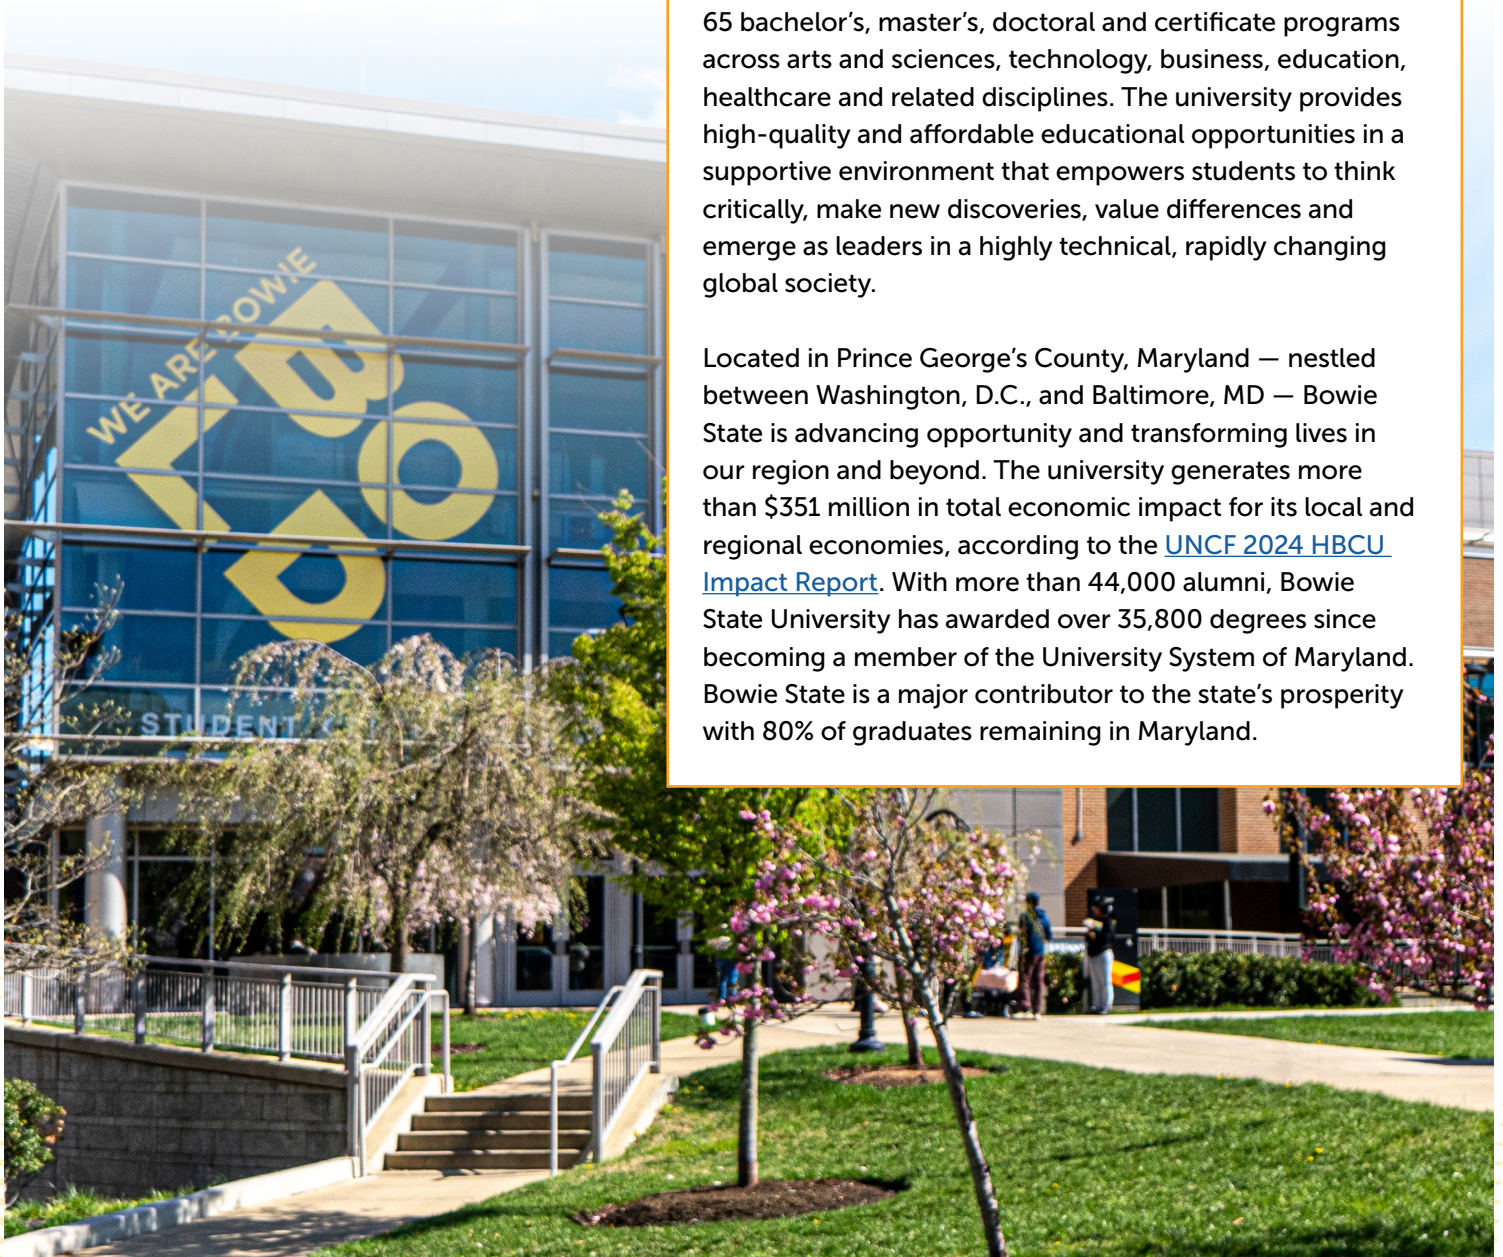 65 bachelor’s, master’s, doctoral and certificate programs
across arts and sciences, technology, business, education,
healthcare and related disciplines. The university provides
high-quality and affordable educational opportunities in a
supportive environment that empowers students to think
critically, make new discoveries, value differences and
emerge as leaders in a highly technical, rapidly changing
global society.
Located in Prince George’s County, Maryland — nestled
between Washington, D.C., and Baltimore, MD — Bowie
State is advancing opportunity and transforming lives in
our region and beyond. The university generates more
than $351 million in total economic impact for its local and
regional economies, according to the UNCF 2024 HBCU
Impact Report. With more than 44,000 alumni, Bowie
State University has awarded over 35,800 degrees since
becoming a member of the University System of Maryland.
Bowie State is a major contributor to the state’s prosperity
with 80% of graduates remaining in Maryland.
WE ARE BOWIE
BOLD
STUDENT